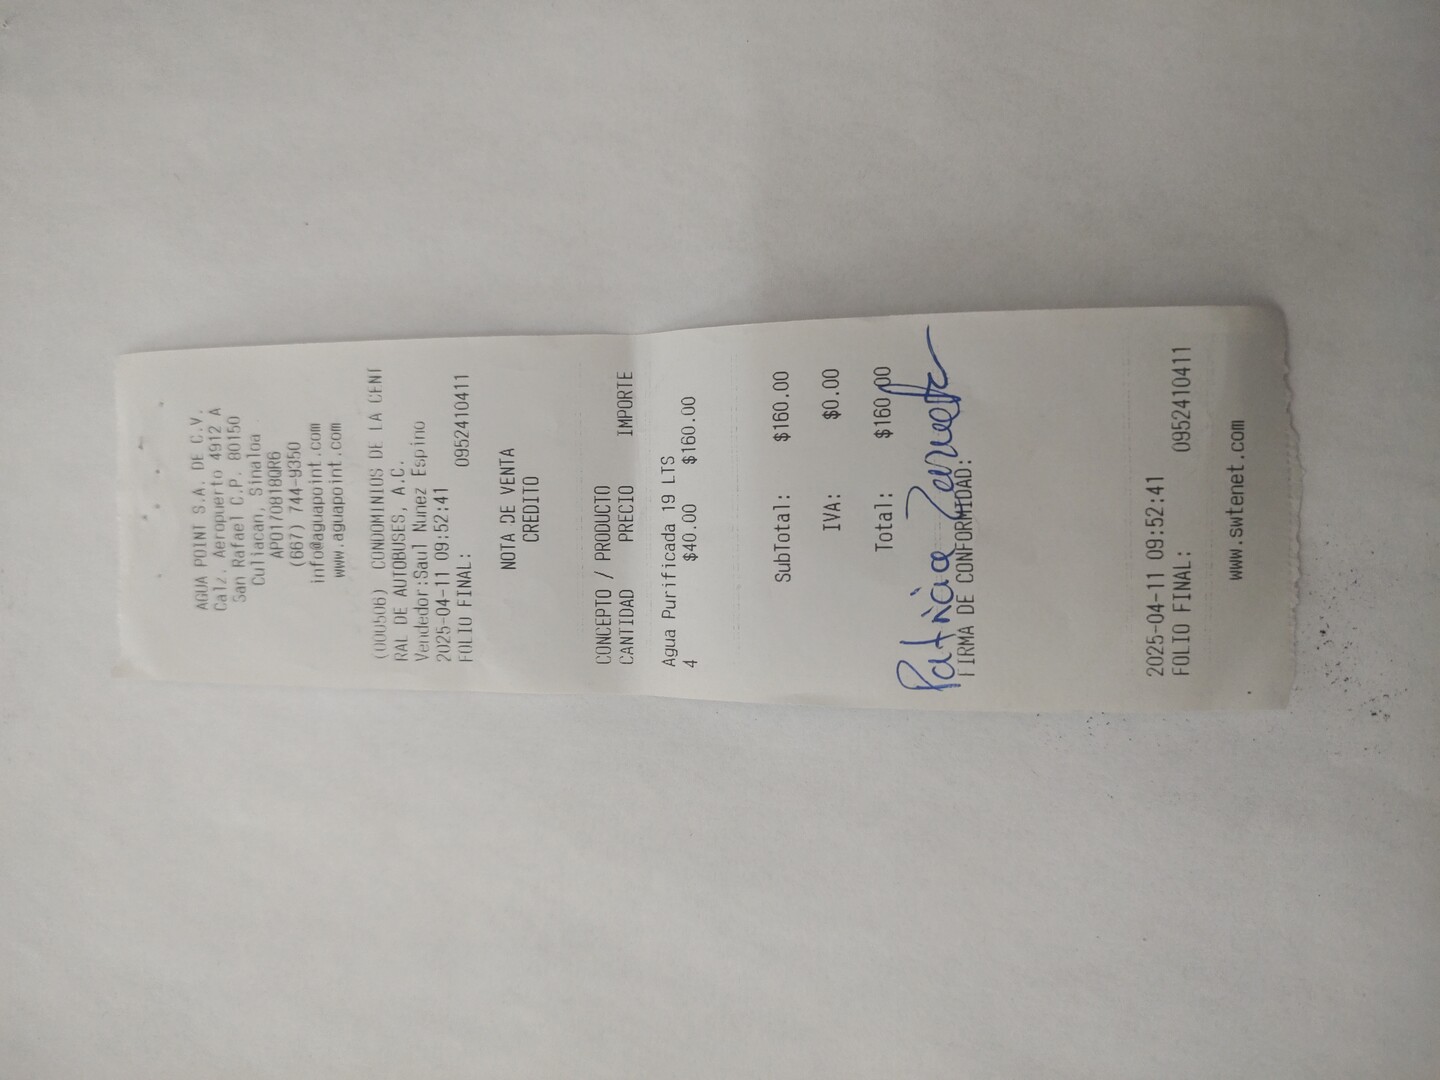 AGUA POINT S.A. DE C.V.
Calz. Aeropuerto 4912 A
San Rafael C.P. 80150
Culiacan, Sinaloa
APO170818QR6
(667) 744-9350
info@aguapoint.com
www.aguapoint.com
(000506) CONDOMINIOS DE LA CENT
RAL DE AUTOBUSES, A.C.
Vendedor:Saul Nunez Espino
2025-04-11 09:52:41
FOLIO FINAL: 0952410411
NOTA DE VENTA
CREDITO
CONCEPTO / PRODUCTO
CANTIDAD PRECIO IMPORTE
Agua Purificada 19 LTS
4 $40.00 $160.00
SubTotal: $160.00
IVA: $0.00
Total: $160.00
Patricia
FIRMA DE CONFORMIDAD:
2025-04-11 09:52:41
FOLIO FINAL: 0952410411
www.swtenet.com